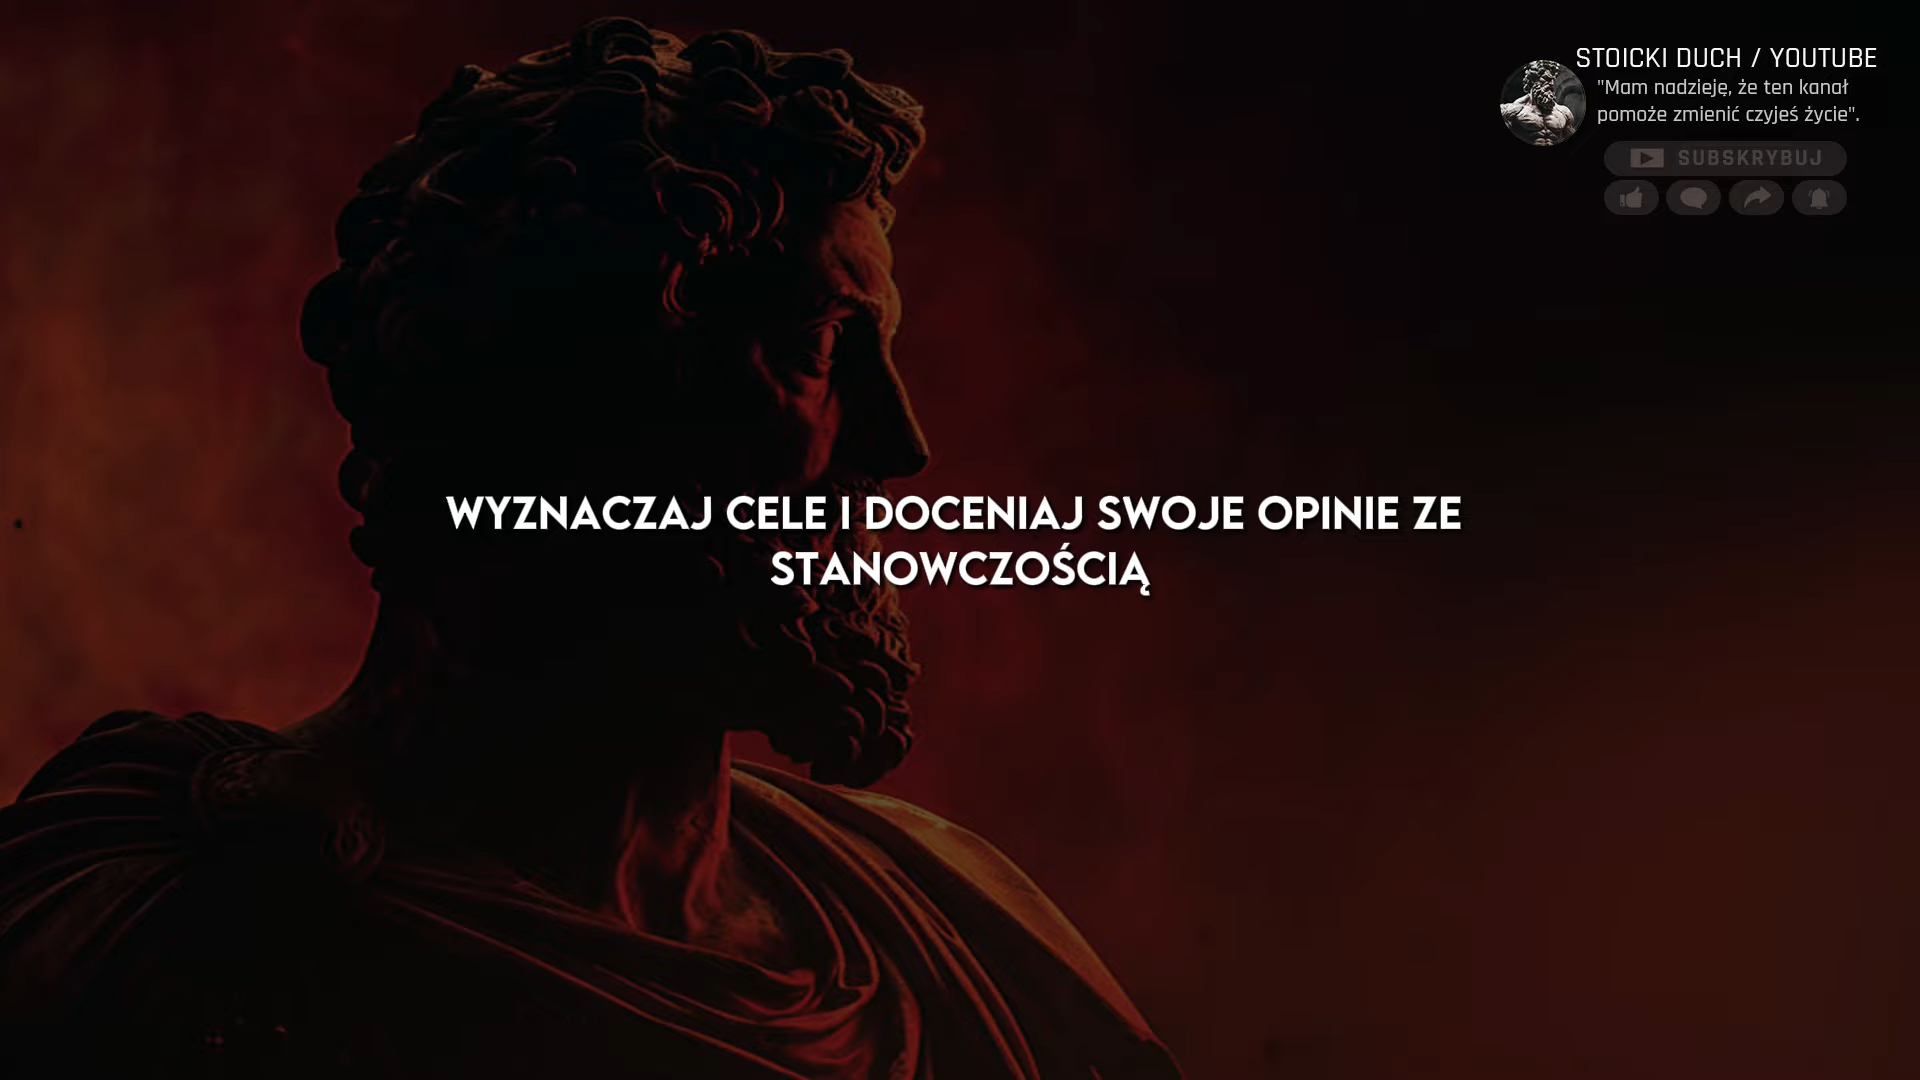 STOICKI DUCH / YOUTUBE
"Mam nadzieję, że ten kanał
pomoże zmienić czyjeś życie".
SUBSKRYBUJ
WYZNACZAJ CELE I DOCENIAJ SWOJE OPINIE ZE
STANOWCZOŚCIĄ